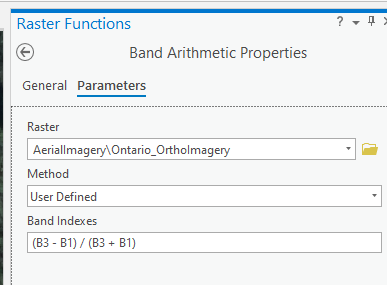 Raster Functions
Band Arithmetic Properties
General Parameters
Raster
AerialImagery\Ontario_OrthoImagery
Method
User Defined
Band Indexes
(B3 - B1) / (B3 + B1)